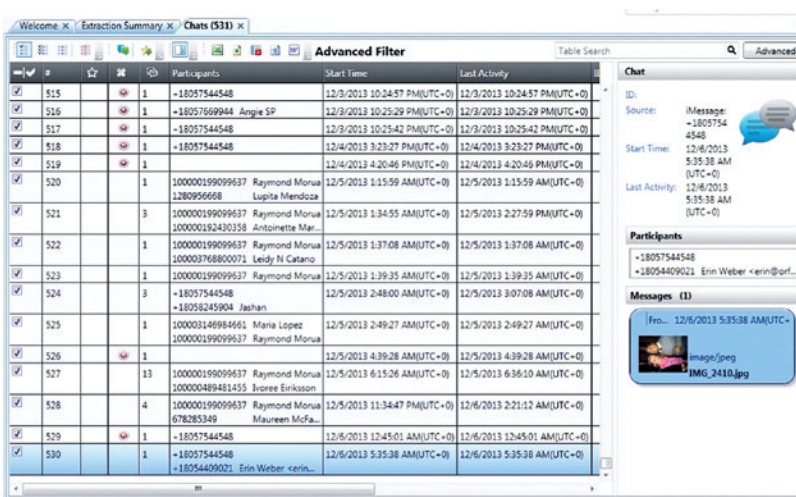 Welcome × Extraction Summary × Chats (531) ×
Advanced Filter Table Search Advanced
# Participants Start Time Last Activity
515 1 +18057544548 12/3/2013 10:24:57 PM(UTC+0) 12/3/2013 10:24:57 PM(UTC+0)
516 1 +18057669944 Angie SP 12/3/2013 10:25:29 PM(UTC+0) 12/3/2013 10:25:29 PM(UTC+0)
517 1 +18057544548 12/3/2013 10:25:42 PM(UTC+0) 12/3/2013 10:25:42 PM(UTC+0)
518 1 +18057544548 12/4/2013 3:23:27 PM(UTC+0) 12/4/2013 3:23:27 PM(UTC+0)
519 1 12/4/2013 4:20:46 PM(UTC+0) 12/4/2013 4:20:46 PM(UTC+0)
520 1 100000199099637 Raymond Morua 12/5/2013 1:15:59 AM(UTC+0) 12/5/2013 1:15:59 AM(UTC+0)
1280956668 Lupita Mendoza
521 3 100000199099637 Raymond Morua 12/5/2013 1:34:55 AM(UTC+0) 12/5/2013 2:27:59 PM(UTC+0)
100000192430358 Antoinette Mar...
522 1 100000199099637 Raymond Morua 12/5/2013 1:37:08 AM(UTC+0) 12/5/2013 1:37:08 AM(UTC+0)
100003768800071 Leidy N Catano
523 1 100000199099637 Raymond Morua 12/5/2013 1:39:35 AM(UTC+0) 12/5/2013 1:39:35 AM(UTC+0)
524 3 +18057544548 12/5/2013 2:48:00 AM(UTC+0) 12/5/2013 3:07:08 AM(UTC+0)
+18058245904 Jashan
525 1 100003146984661 Maria Lopez 12/5/2013 2:49:27 AM(UTC+0) 12/5/2013 2:49:27 AM(UTC+0)
100000199099637 Raymond Morua
526 1 12/5/2013 4:39:28 AM(UTC+0) 12/5/2013 4:39:28 AM(UTC+0)
527 13 100000199099637 Raymond Morua 12/5/2013 6:15:26 AM(UTC+0) 12/5/2013 6:36:10 AM(UTC+0)
100000489481455 Ivoree Eiriksson
528 4 100000199099637 Raymond Morua 12/5/2013 11:34:47 PM(UTC+0) 12/6/2013 2:21:12 AM(UTC+0)
678285349 Maureen McFa...
529 1 +18057544548 12/6/2013 12:45:01 AM(UTC+0) 12/6/2013 12:45:01 AM(UTC+0)
530 1 +18057544548 12/6/2013 5:35:38 AM(UTC+0) 12/6/2013 5:35:38 AM(UTC+0)
+18054409021 Erin Weber <erin...
Chat
ID:
Source: iMessage:
+1805754
4548
Start Time: 12/6/2013
5:35:38 AM
(UTC+0)
Last Activity: 12/6/2013
5:35:38 AM
(UTC+0)
Participants
+18057544548
+18054409021 Erin Weber <erin@orf...
Messages (1)
Fro... 12/6/2013 5:35:38 AM(UTC+
image/jpeg
IMG_2410.jpg